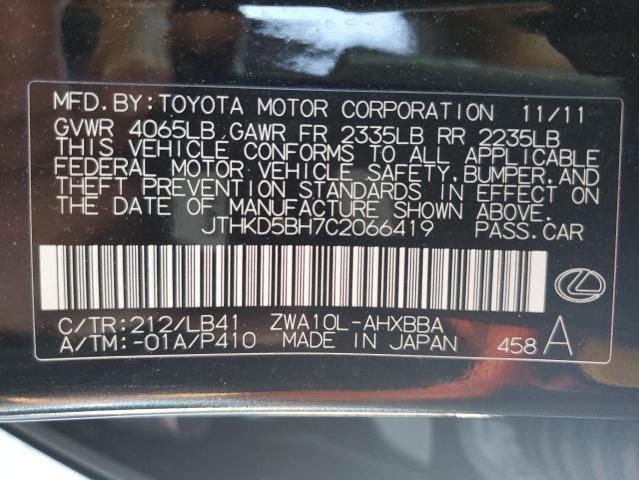 MFD.BY:TOYOTA MOTOR CORPORATION 11/11
GVWR 4065LB GAWR FR 2335LB RR 2235LB
THIS VEHICLE CONFORMS TO ALL APPLICABLE
FEDERAL MOTOR VEHICLE SAFETY,BUMPER,AND
THEFT PREVENTION STANDARDS IN EFFECT ON
THE DATE OF MANUFACTURE SHOWN ABOVE.
JTHKD5BH7C2066419 PASS.CAR
C/TR:212/LB41 ZWA10L-AHXBBA
A/TM:-01A/P410 MADE IN JAPAN 458 A